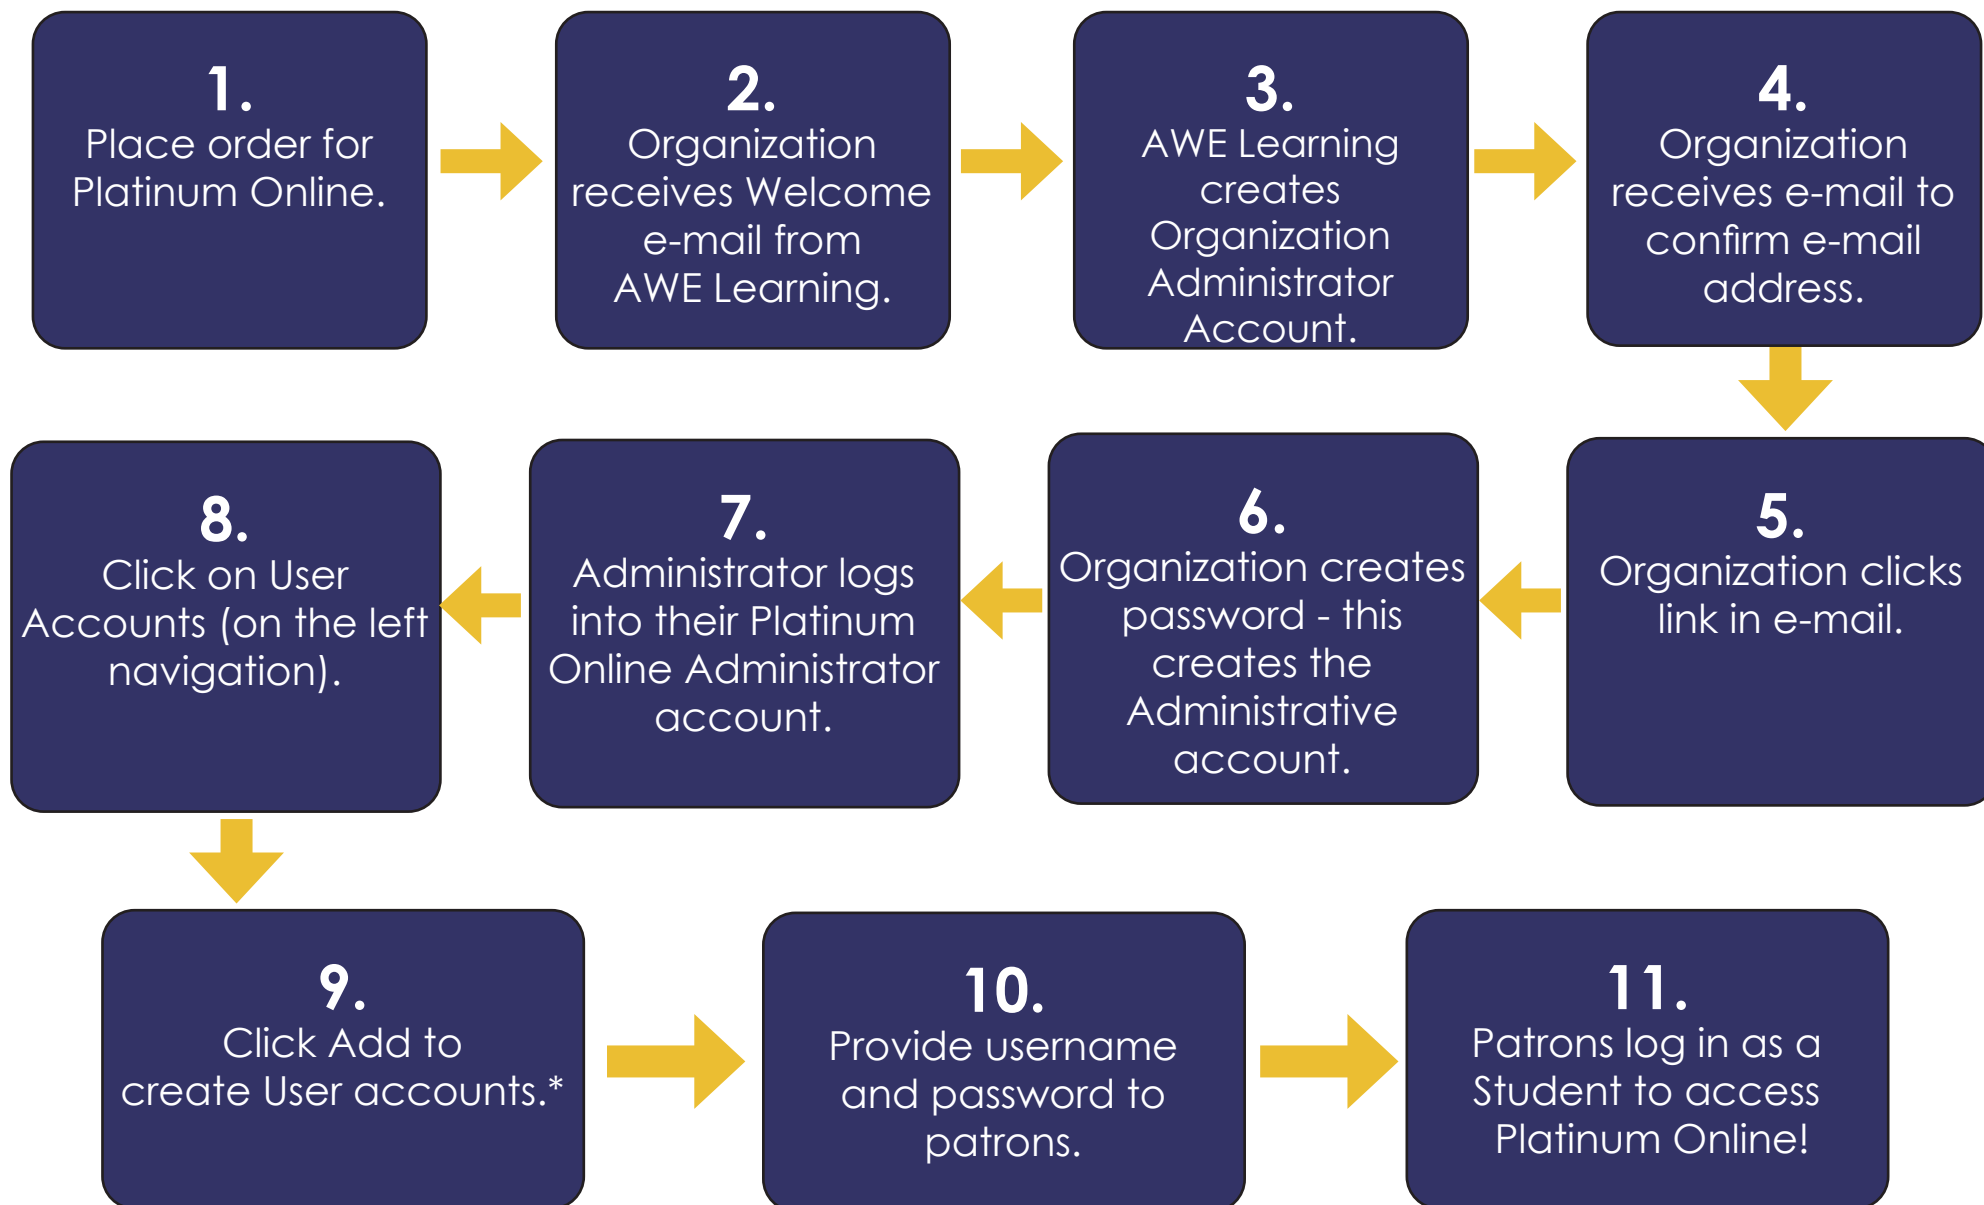 1.
Place order for
Platinum Online.
2.
Organization
receives Welcome
e-mail from
AWE Learning.
3.
AWE Learning
creates
Organization
Administrator
Account.
4.
Organization
receives e-mail to
confirm e-mail
address.
5.
Organization clicks
link in e-mail.
6.
Organization creates
password - this
creates the
Administrative
account.
7.
Administrator logs
into their Platinum
Online Administrator
account.
8.
Click on User
Accounts (on the left
navigation).
9.
Click Add to
create User accounts.*
10.
Provide username
and password to
patrons.
11.
Patrons log in as a
Student to access
Platinum Online!